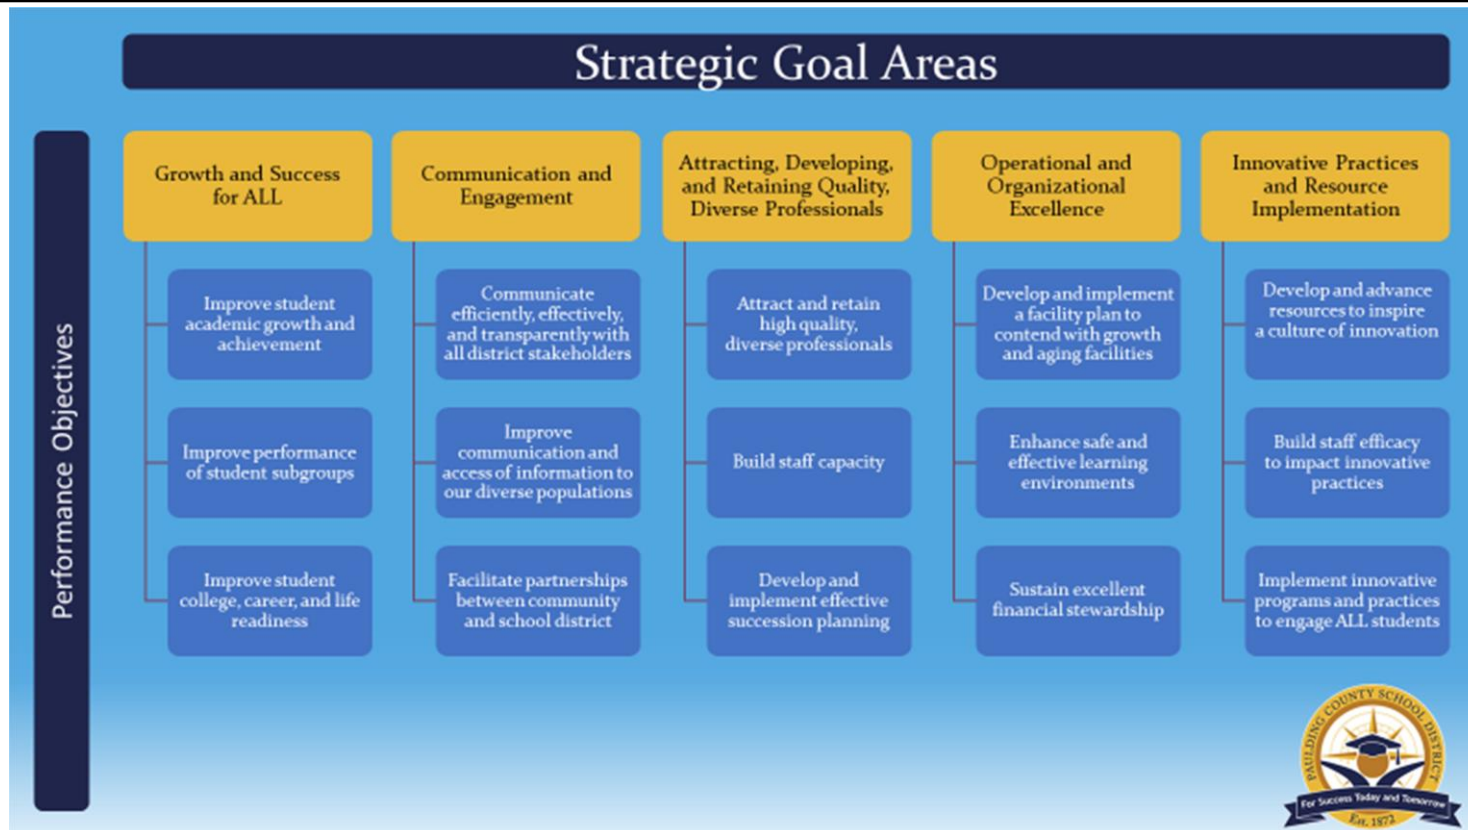 Strategic Goal Areas
Performance Objectives
Growth and Success
for ALL
Improve student
academic growth and
achievement
Improve performance
of student subgroups
Improve student
college, career, and life
readiness
Communication and
Engagement
Communicate
efficiently, effectively,
and transparently with
all district stakeholders
Improve
communication and
access of information to
our diverse populations
Facilitate partnerships
between community
and school district
Attracting, Developing,
and Retaining Quality,
Diverse Professionals
Attract and retain
high quality,
diverse professionals
Build staff capacity
Develop and
implement effective
succession planning
Operational and
Organizational
Excellence
Develop and implement
a facility plan to
contend with growth
and aging facilities
Enhance safe and
effective learning
environments
Sustain excellent
financial stewardship
Innovative Practices
and Resource
Implementation
Develop and advance
resources to inspire
a culture of innovation
Build staff efficacy
to impact innovative
practices
Implement innovative
programs and practices
to engage ALL students
PAULDING COUNTY SCHOOL DISTRICT
For Success Today and Tomorrow
Est. 1872